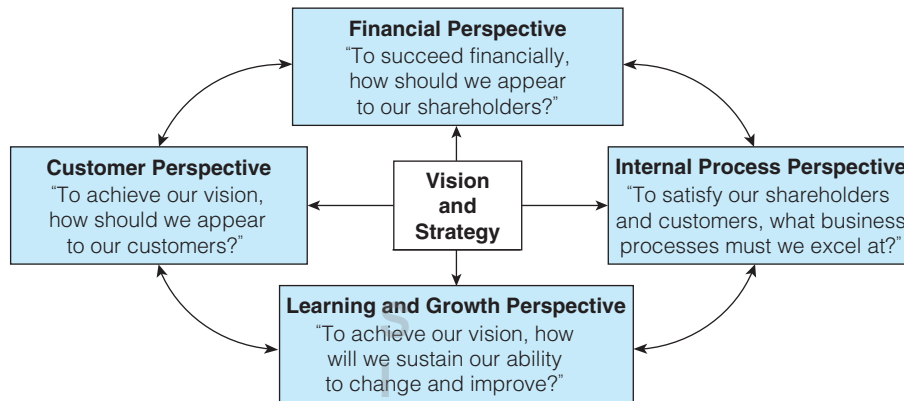 Financial Perspective
“To succeed financially,
how should we appear
to our shareholders?”
Customer Perspective
“To achieve our vision,
how should we appear
to our customers?”
Vision
and
Strategy
Internal Process Perspective
“To satisfy our shareholders
and customers, what business
processes must we excel at?”
Learning and Growth Perspective
“To achieve our vision, how
will we sustain our ability
to change and improve?”